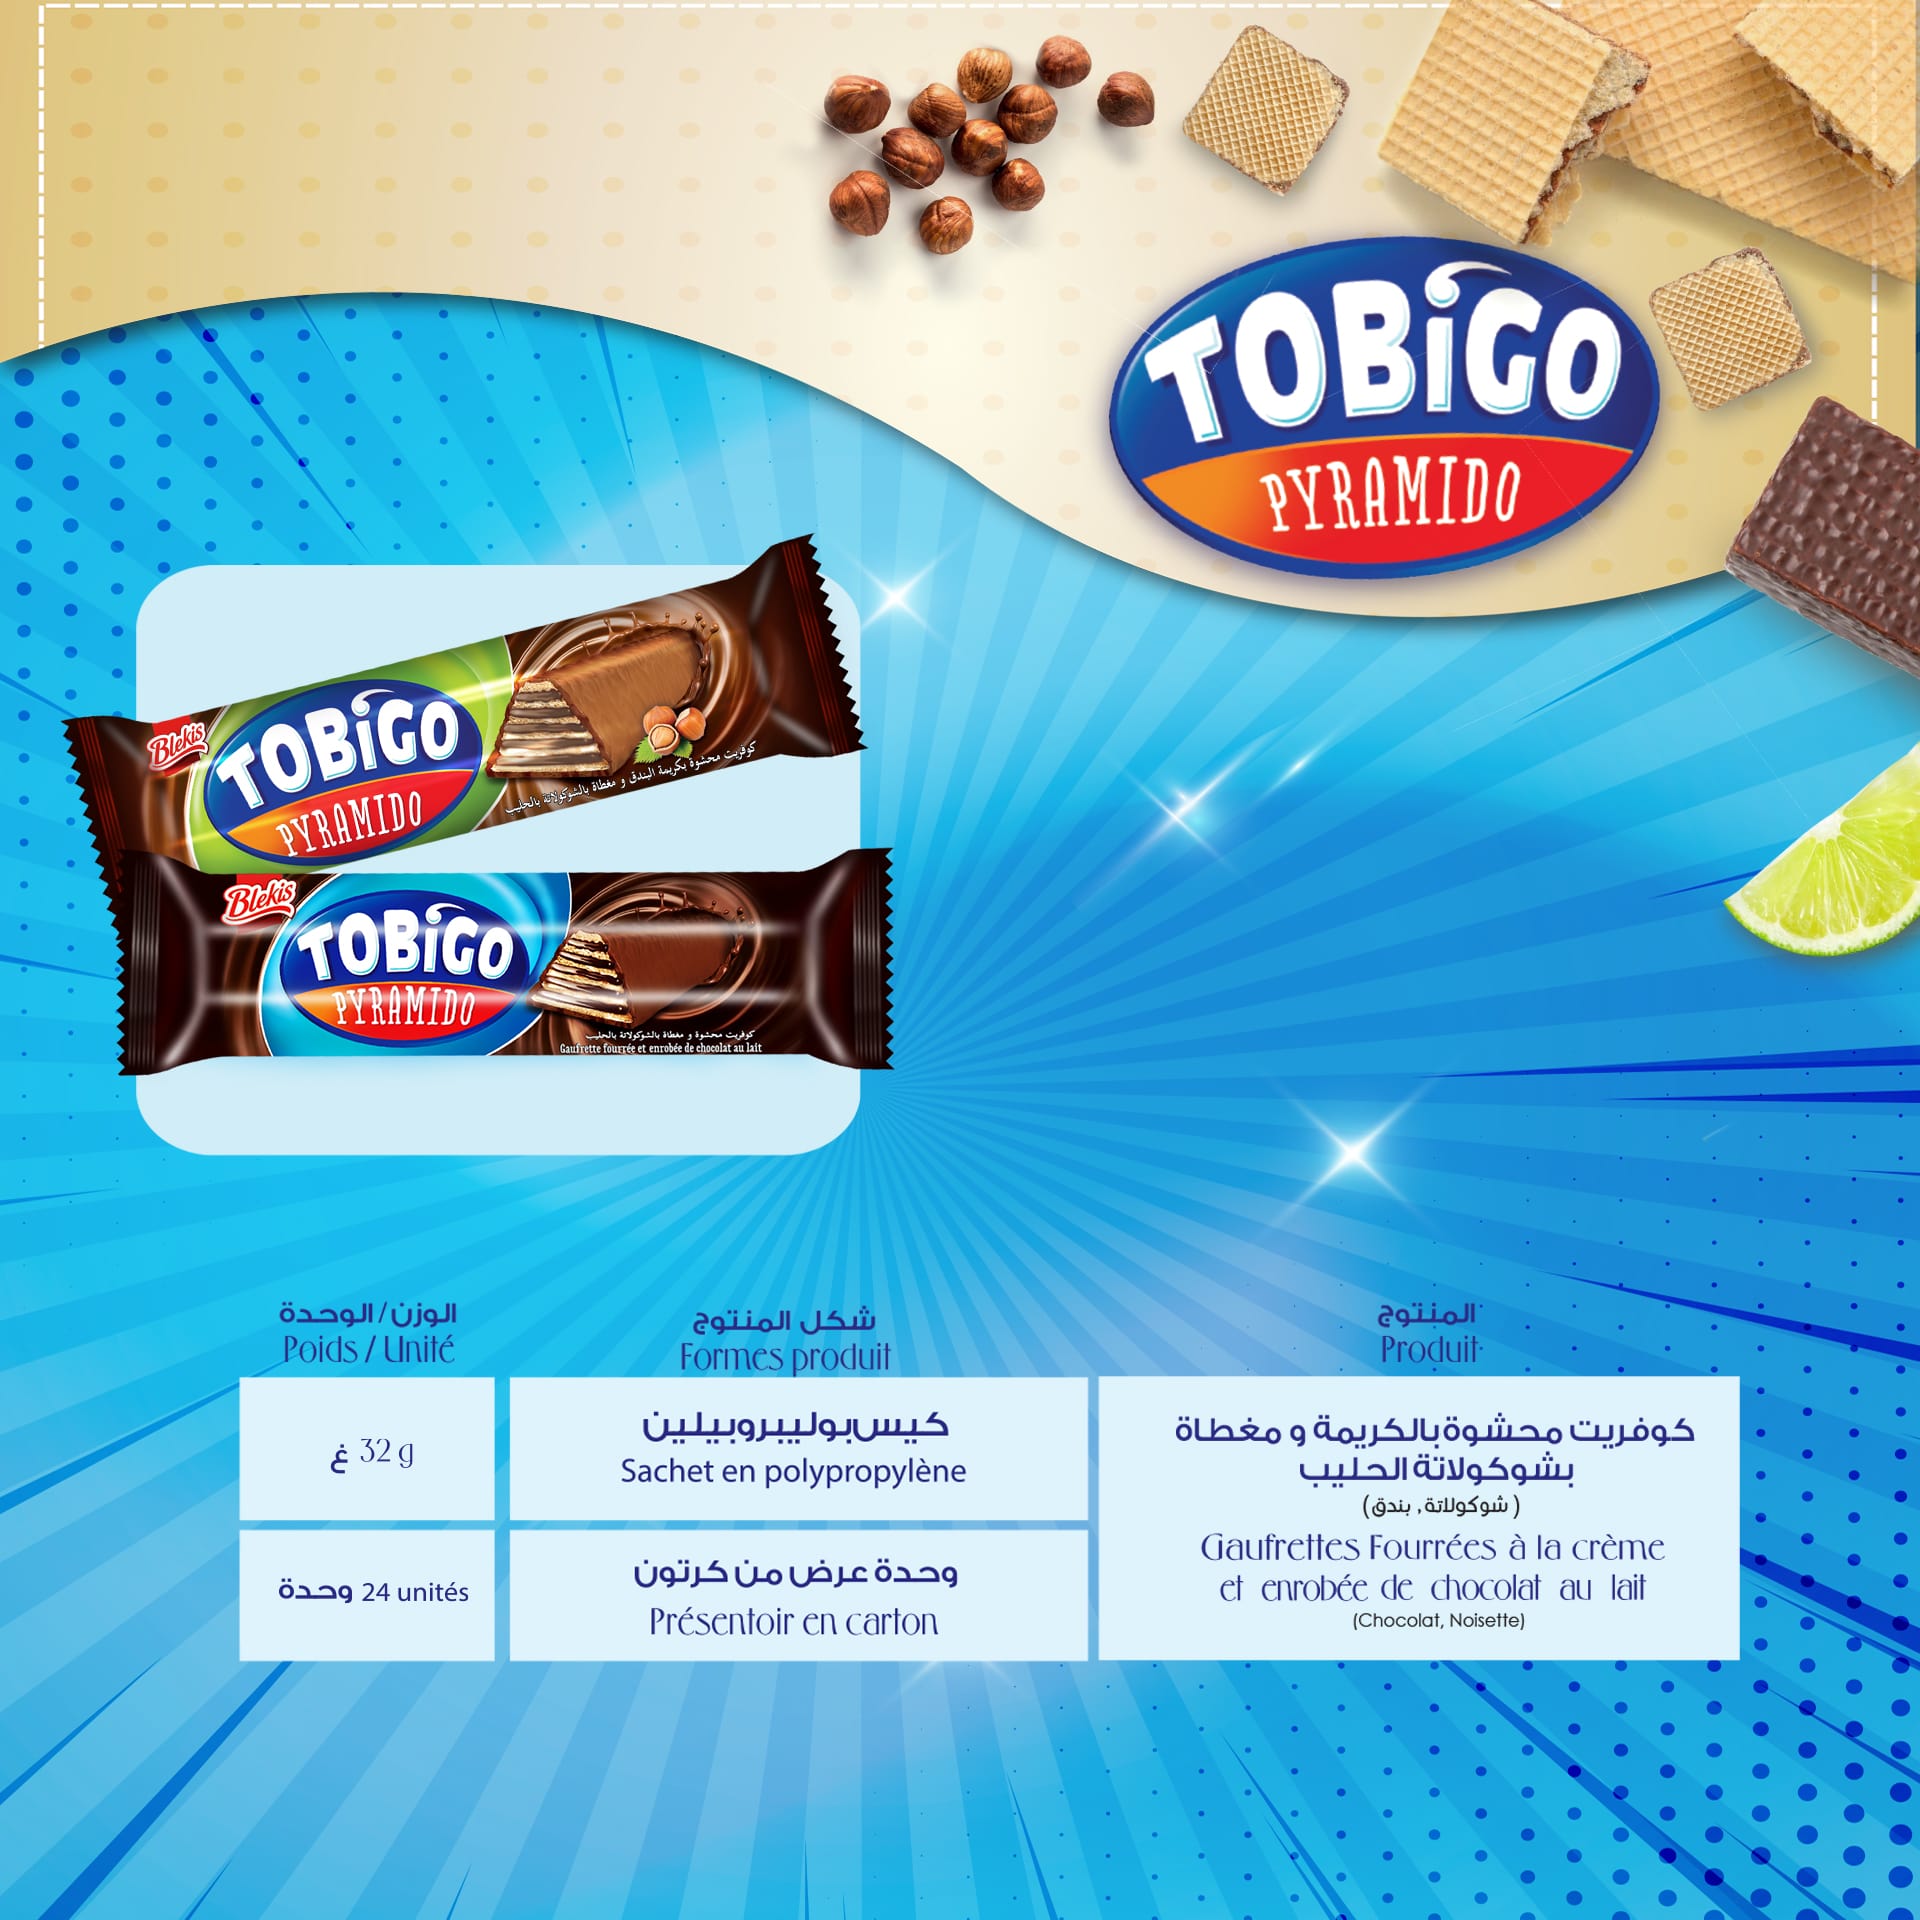 TOBiGO
PYRAMIDO
Blekis
TOBiGO
PYRAMIDO
كوفريت محشوة بكريمة البندق و مغطاة بالشوكولاتة بالحليب
Blekis
TOBiGO
PYRAMIDO
كوفريت محشوة و مغطاة بالشوكولاتة بالحليب
Gaufrette fourrée et enrobée de chocolat au lait
المنتوج
Produit
شكل المنتوج
Formes produit
الوزن/الوحدة
Poids / Unité
كوفريت محشوة بالكريمة و مغطاة
بشوكولاتة الحليب
(شوكولاتة, بندق)
Gaufrettes Fourrées à la crème
et enrobée de chocolat au lait
(Chocolat, Noisette)
كيس بوليبروبيلين
Sachet en polypropylène
32 g غ
وحدة عرض من كرتون
Présentoir en carton
24 unités وحدة